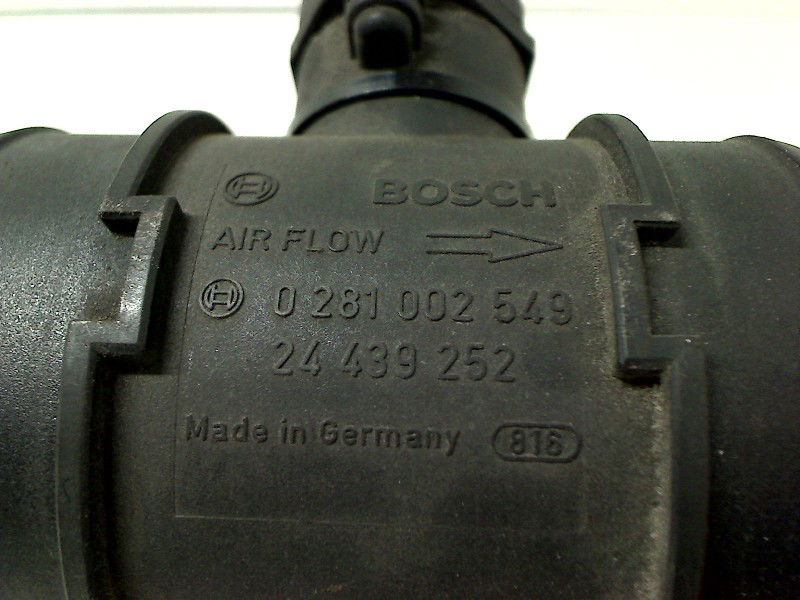 BOSCH
AIR FLOW
0 281 002 549
24 439 252
Made in Germany 816